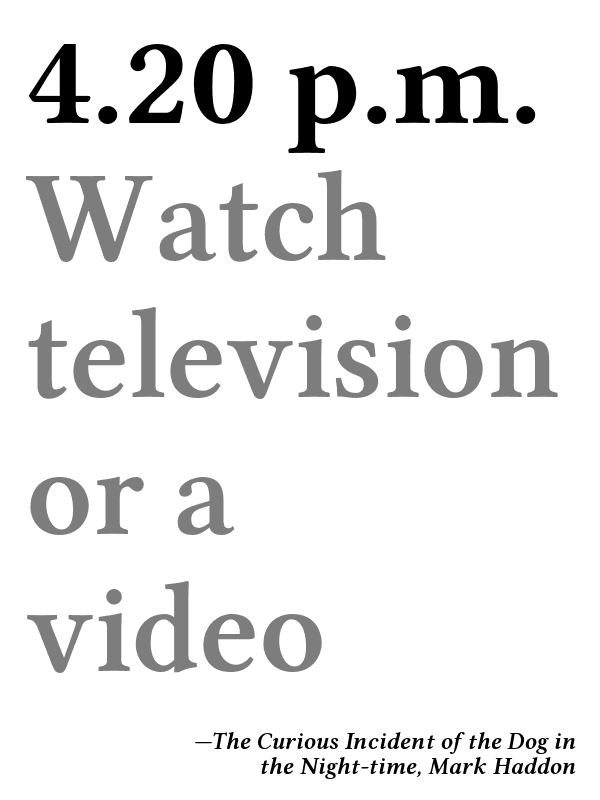 4.20 p.m.
Watch
television
or a
video
—The Curious Incident of the Dog in
the Night-time, Mark Haddon